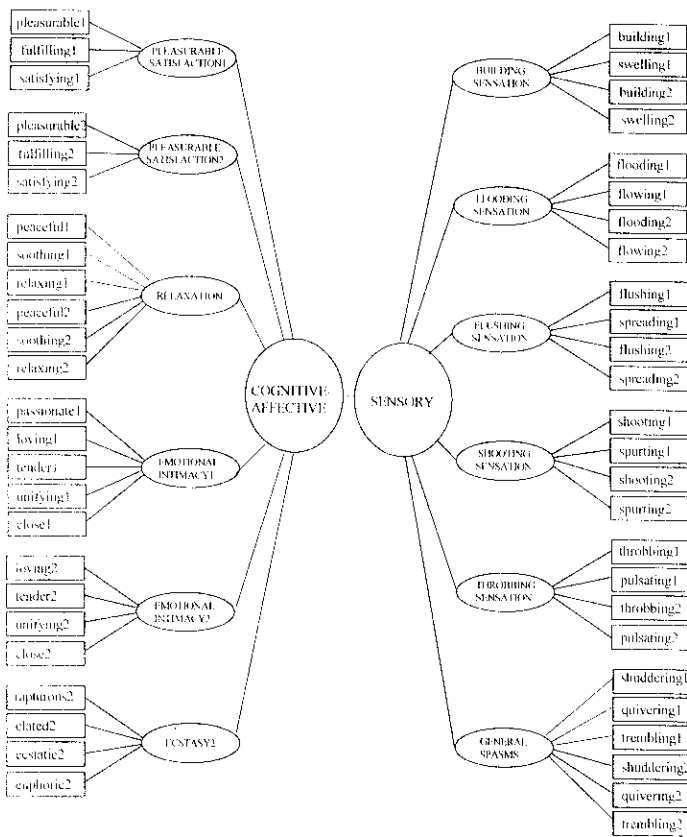 pleasurable1
fulfilling1
satisfying1
PLEASURABLE
SATISFACTION1
pleasurable2
fulfilling2
satisfying2
PLEASURABLE
SATISFACTION2
peaceful1
soothing1
relaxing1
peaceful2
soothing2
relaxing2
RELAXATION
passionate1
loving1
tender1
unifying1
close1
EMOTIONAL
INTIMACY1
loving2
tender2
unifying2
close2
EMOTIONAL
INTIMACY2
rapturous2
elated2
ecstatic2
euphoric2
ECSTASY2
COGNITIVE-
AFFECTIVE
SENSORY
BUILDING
SENSATION
building1
swelling1
building2
swelling2
FLOODING
SENSATION
flooding1
flowing1
flooding2
flowing2
FLUSHING
SENSATION
flushing1
spreading1
flushing2
spreading2
SHOOTING
SENSATION
shooting1
spurting1
shooting2
spurting2
THROBBING
SENSATION
throbbing1
pulsating1
throbbing2
pulsating2
GENERAL
SPASMS
shuddering1
quivering1
trembling1
shuddering2
quivering2
trembling2